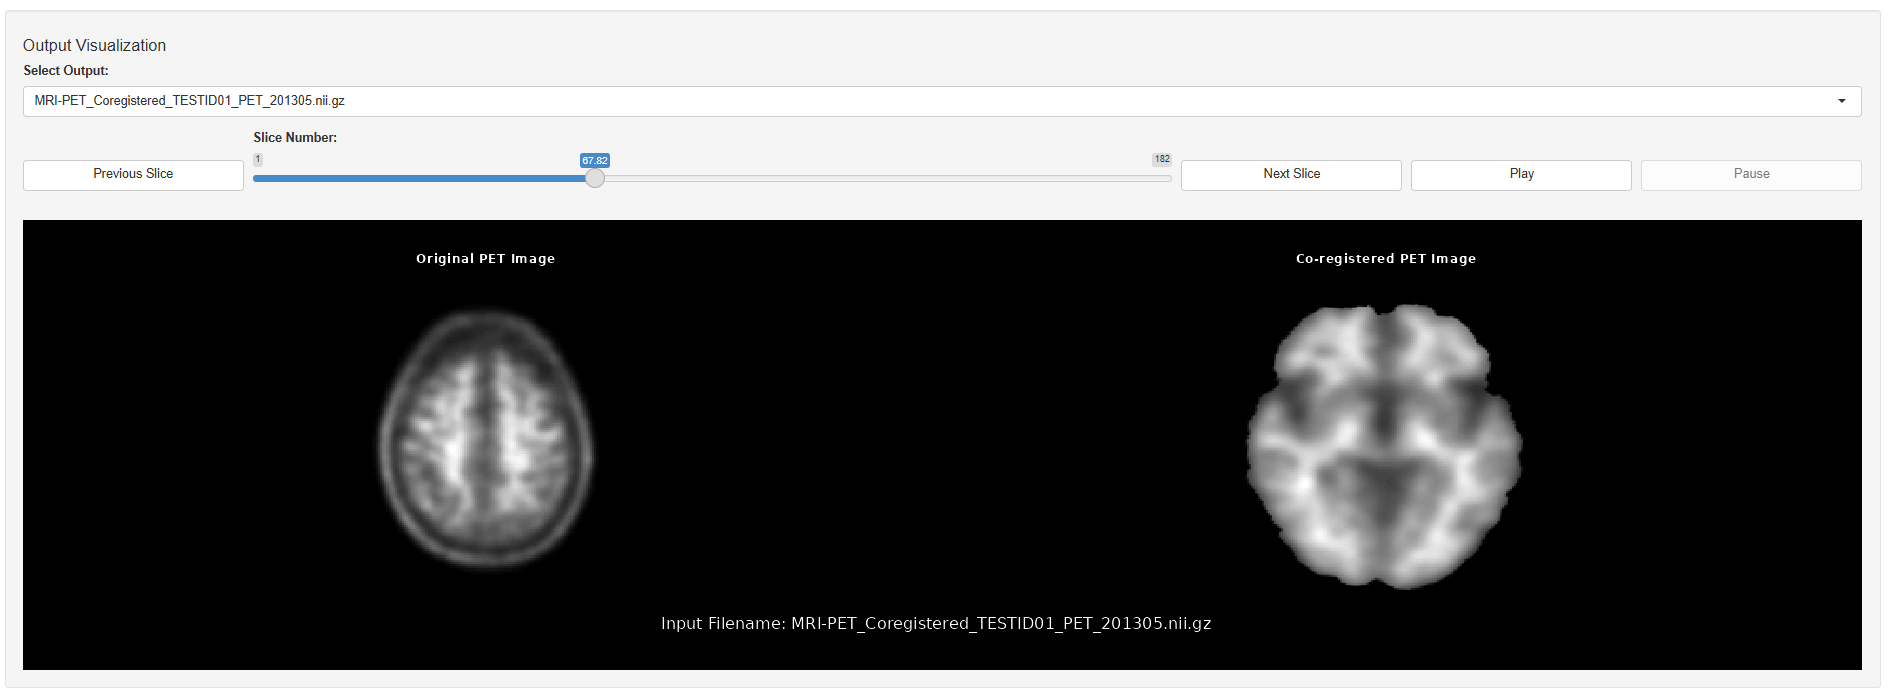 Output Visualization
Select Output:
MRI-PET_Coregistered_TESTID01_PET_201305.nii.gz
Slice Number:
1
67.82
182
Previous Slice
Next Slice
Play
Pause
Original PET Image
Co-registered PET Image
Input Filename: MRI-PET_Coregistered_TESTID01_PET_201305.nii.gz